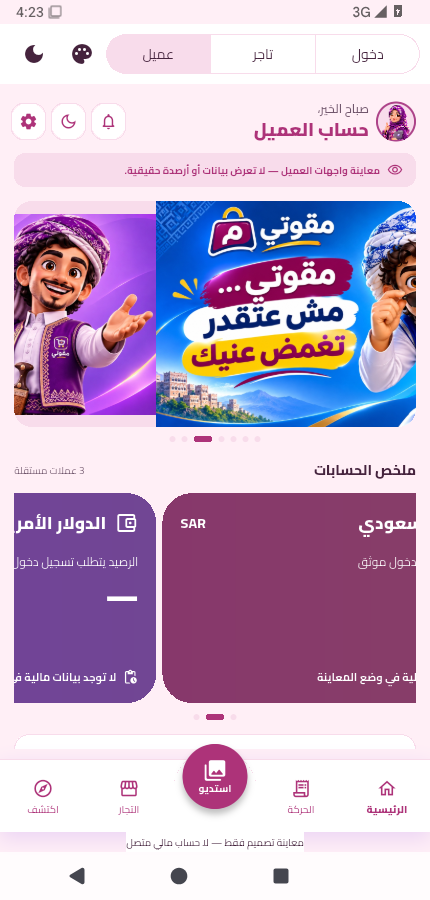 4:23
3G
دخول
تاجر
عميل
صباح الخير،
حساب العميل
معاينة واجهات العميل — لا تعرض بيانات أو أرصدة حقيقية.
مقوتي
مقوتي...
مش عتقدر
تغمض عنيك
مقوتي
ملخص الحسابات
3 عملات مستقلة
سعودي
SAR
دخول موثق
لية في وضع المعاينة
الدولار الأمر
الرصيد يتطلب تسجيل دخول
لا توجد بيانات مالية ف
الرئيسية
الحركة
استديو
التجار
اكتشف
معاينة تصميم فقط — لا حساب مالي متصل